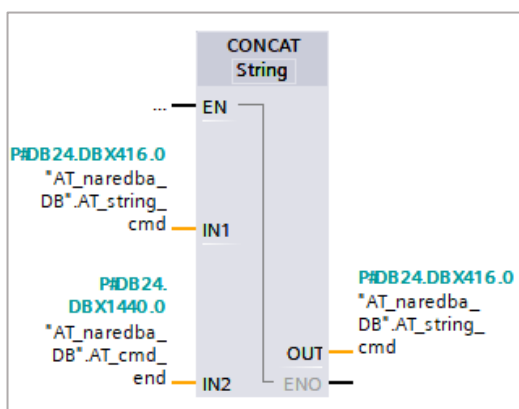 CONCAT
String
... EN
P#DB24.DBX416.0
"AT_naredba_
DB".AT_string_
cmd IN1
P#DB24.
DBX1440.0
"AT_naredba_
DB".AT_cmd_
end IN2
P#DB24.DBX416.0
"AT_naredba_
DB".AT_string_
OUT cmd
ENO